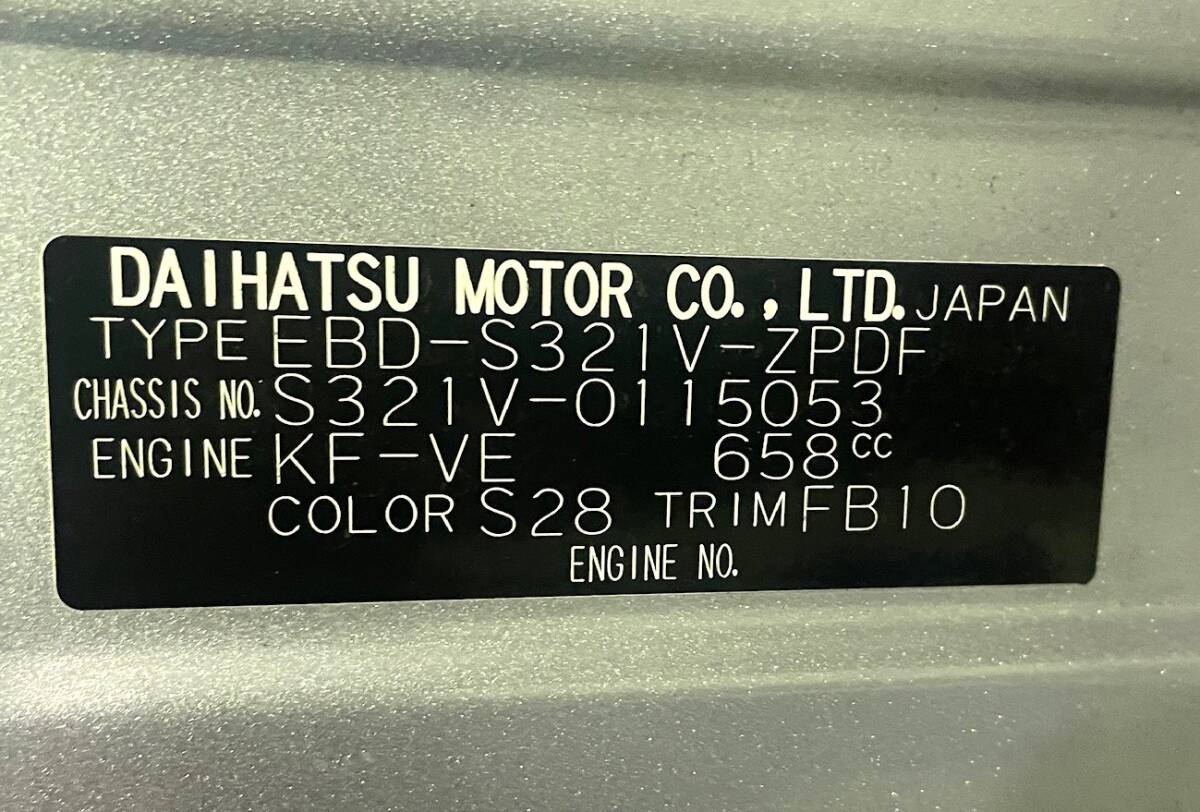 DAIHATSU MOTOR CO., LTD. JAPAN
TYPE EBD-S321V-ZPDF
CHASSIS NO. S321V-0115053
ENGINE KF-VE 658cc
COLOR S28 TRIM FB10
ENGINE NO.